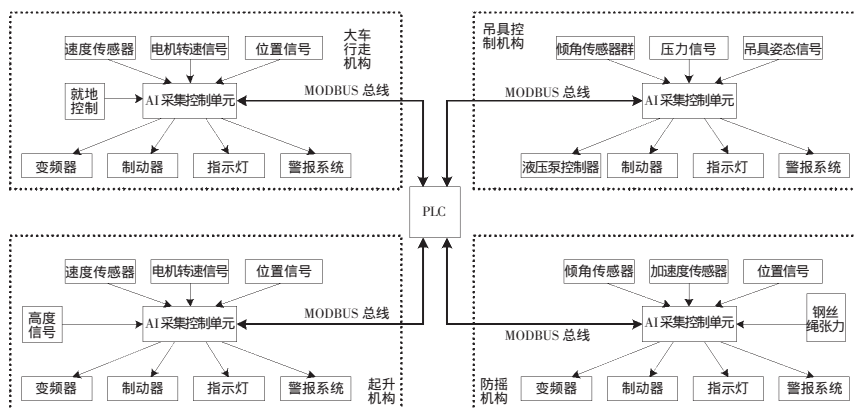 大车
行走
机构
速度传感器
电机转速信号
位置信号
就地
控制
AI 采集控制单元
MODBUS 总线
变频器
制动器
指示灯
警报系统
吊具控
制机构
倾角传感器群
压力信号
吊具姿态信号
MODBUS 总线
AI 采集控制单元
液压泵控制器
制动器
指示灯
警报系统
PLC
速度传感器
电机转速信号
位置信号
高度
信号
AI 采集控制单元
MODBUS 总线
变频器
制动器
指示灯
警报系统
起升
机构
倾角传感器
加速度传感器
位置信号
AI 采集控制单元
钢丝
绳张力
MODBUS 总线
防摇
机构
变频器
制动器
指示灯
警报系统